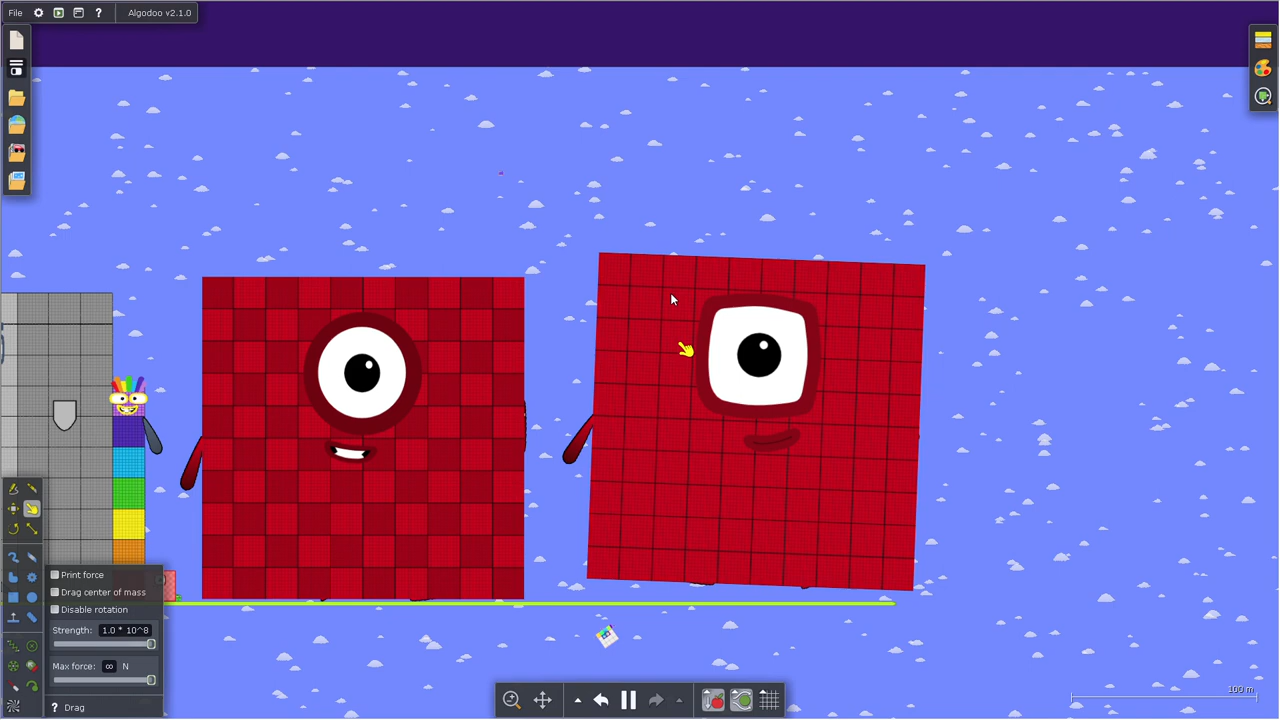 File ? Algodoo v2.1.0
Print force
Drag center of mass
Disable rotation
Strength: 1.0 * 10^8
Max force: ∞ N
? Drag
100 m